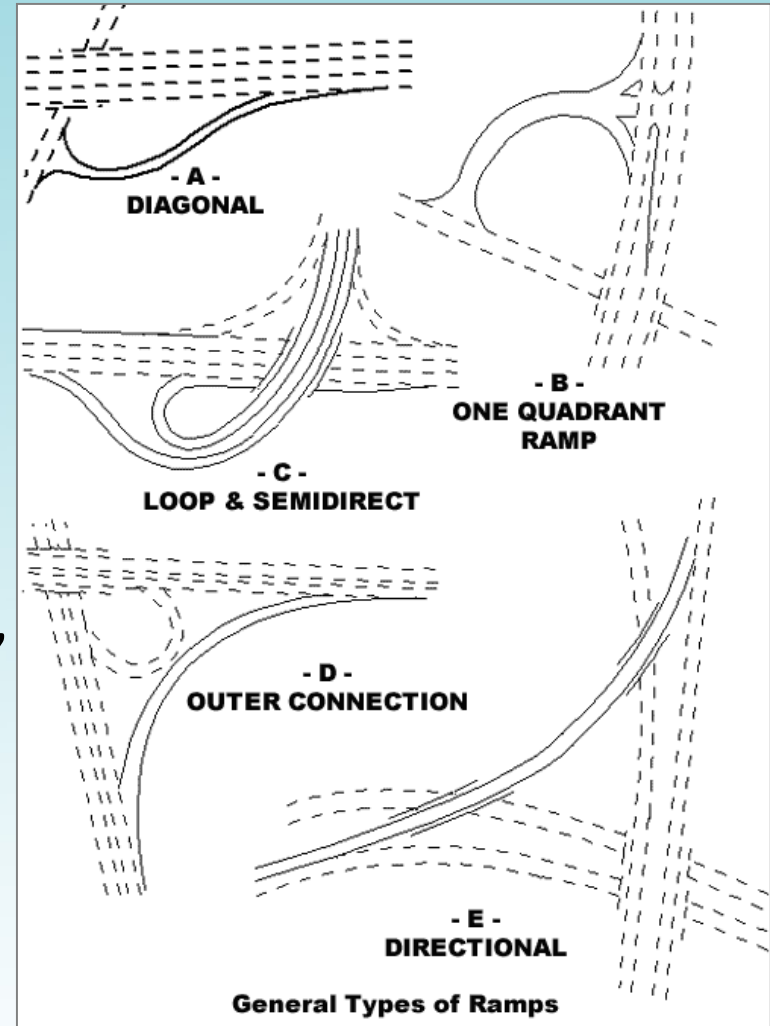 - A -
DIAGONAL
- B -
ONE QUADRANT
RAMP
- C -
LOOP & SEMIDIRECT
,
- D -
OUTER CONNECTION
- E -
DIRECTIONAL
General Types of Ramps